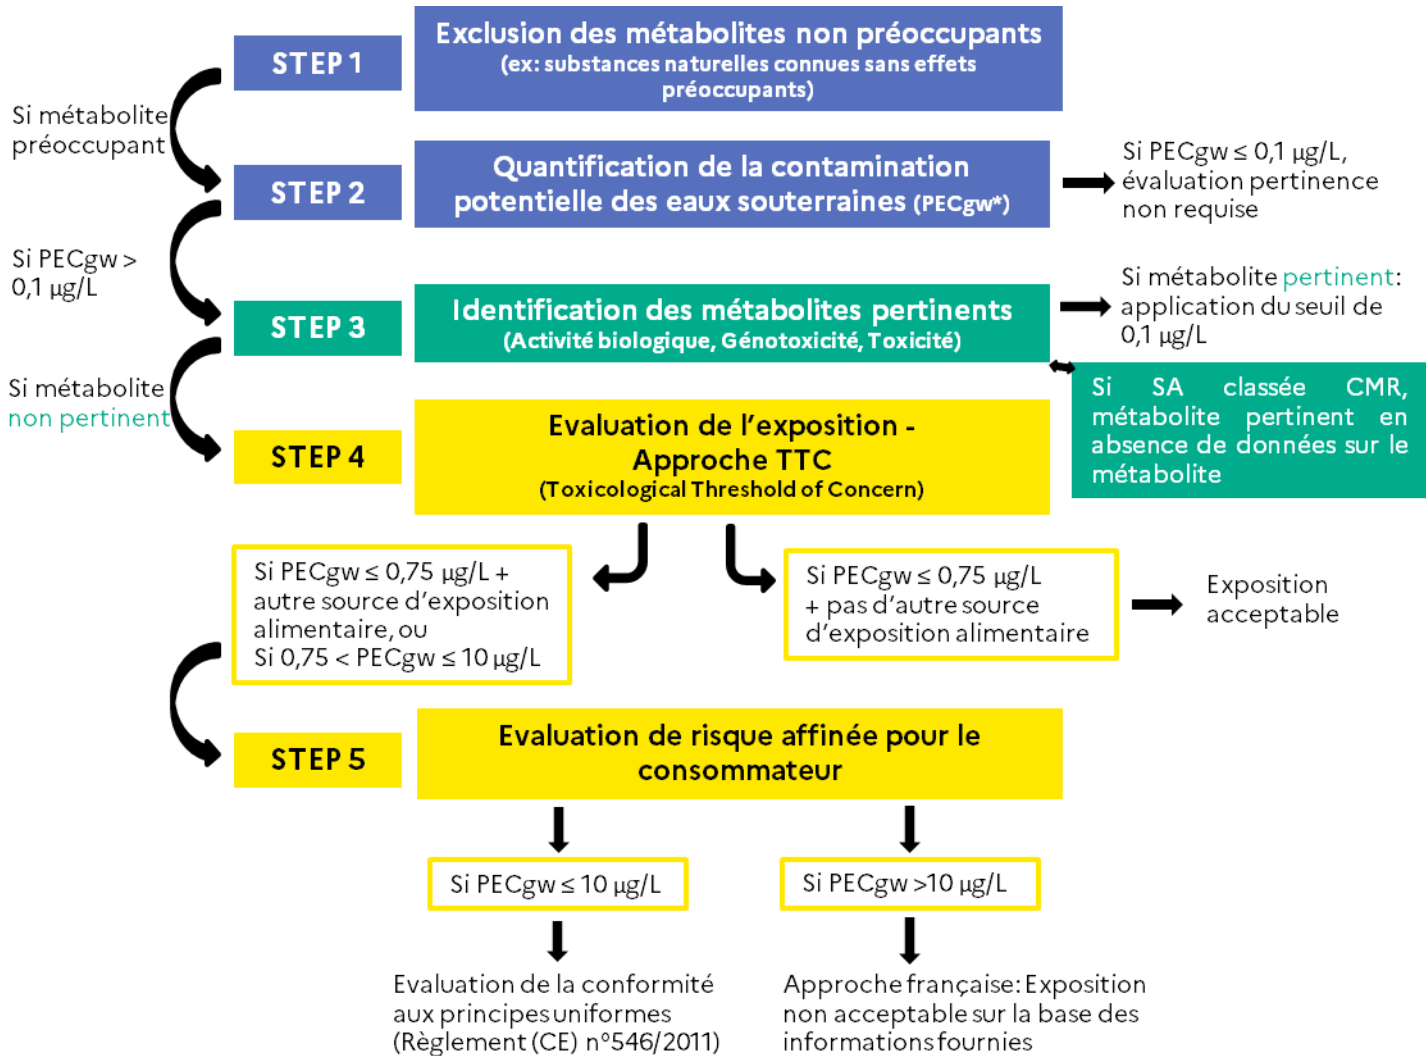 STEP 1
Exclusion des métabolites non préoccupants
(ex: substances naturelles connues sans effets
préoccupants)
Si métabolite
préoccupant
STEP 2
Quantification de la contamination
potentielle des eaux souterraines (PECgw*)
Si PECgw ≤ 0,1 µg/L,
évaluation pertinence
non requise
Si PECgw >
0,1 µg/L
STEP 3
Identification des métabolites pertinents
(Activité biologique, Génotoxicité, Toxicité)
Si métabolite pertinent:
application du seuil de
0,1 µg/L
Si SA classée CMR,
métabolite pertinent en
absence de données sur le
métabolite
Si métabolite
non pertinent
STEP 4
Evaluation de l'exposition -
Approche TTC
(Toxicological Threshold of Concern)
Si PECgw ≤ 0,75 µg/L +
autre source d'exposition
alimentaire, ou
Si 0,75 < PECgw ≤ 10 µg/L
Si PECgw ≤ 0,75 µg/L
+ pas d'autre source
d'exposition alimentaire
Exposition
acceptable
STEP 5
Evaluation de risque affinée pour le
consommateur
Si PECgw ≤ 10 µg/L
Si PECgw >10 µg/L
Evaluation de la conformité
aux principes uniformes
(Règlement (CE) n°546/2011)
Approche française: Exposition
non acceptable sur la base des
informations fournies